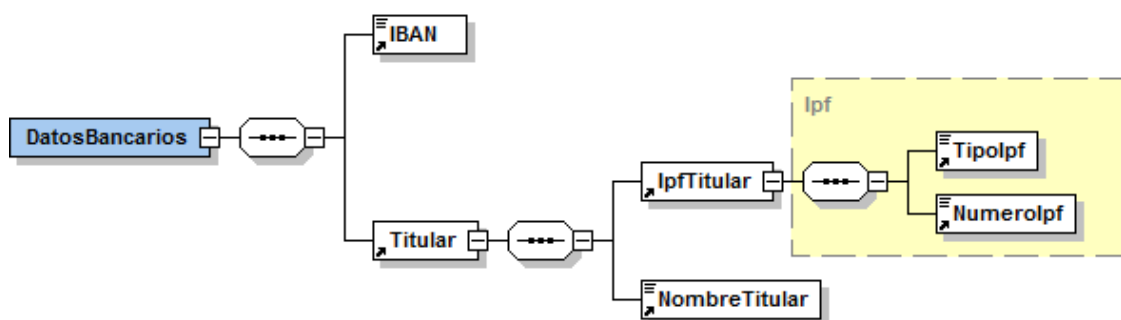 IBAN
Ipf
DatosBancarios
TipoIpf
IpfTitular
NumeroIpf
Titular
NombreTitular